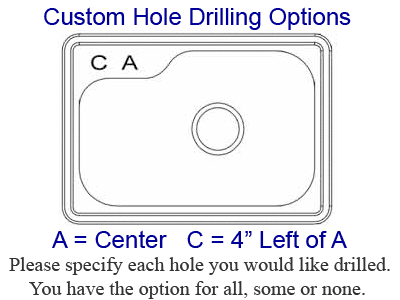 Custom Hole Drilling Options
C A
A = Center C = 4” Left of A
Please specify each hole you would like drilled.
You have the option for all, some or none.